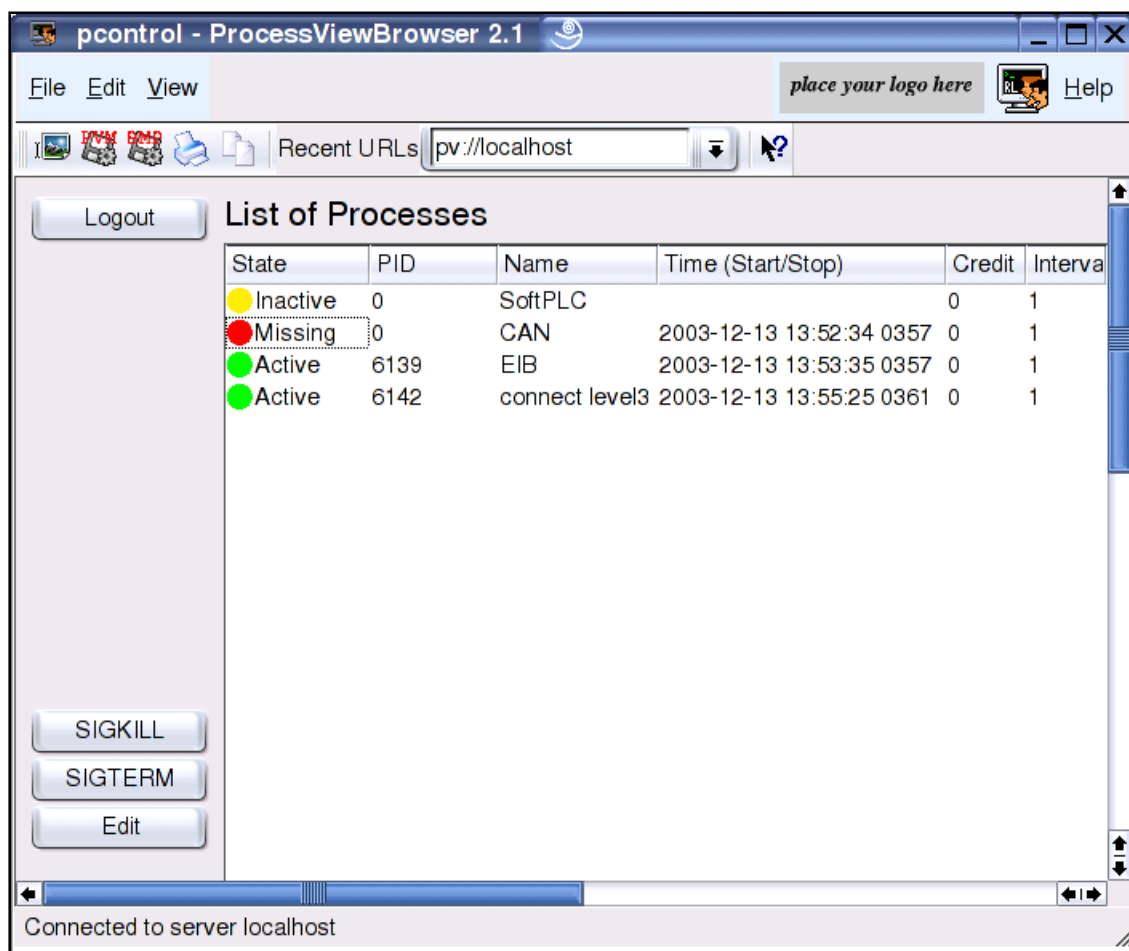 pcontrol - ProcessViewBrowser 2.1
File Edit View place your logo here Help
PVM SMD Recent URLs pv://localhost
Logout
List of Processes
State PID Name Time (Start/Stop) Credit Interva
Inactive 0 SoftPLC 0 1
Missing 0 CAN 2003-12-13 13:52:34 0357 0 1
Active 6139 EIB 2003-12-13 13:53:35 0357 0 1
Active 6142 connect level3 2003-12-13 13:55:25 0361 0 1
SIGKILL
SIGTERM
Edit
Connected to server localhost